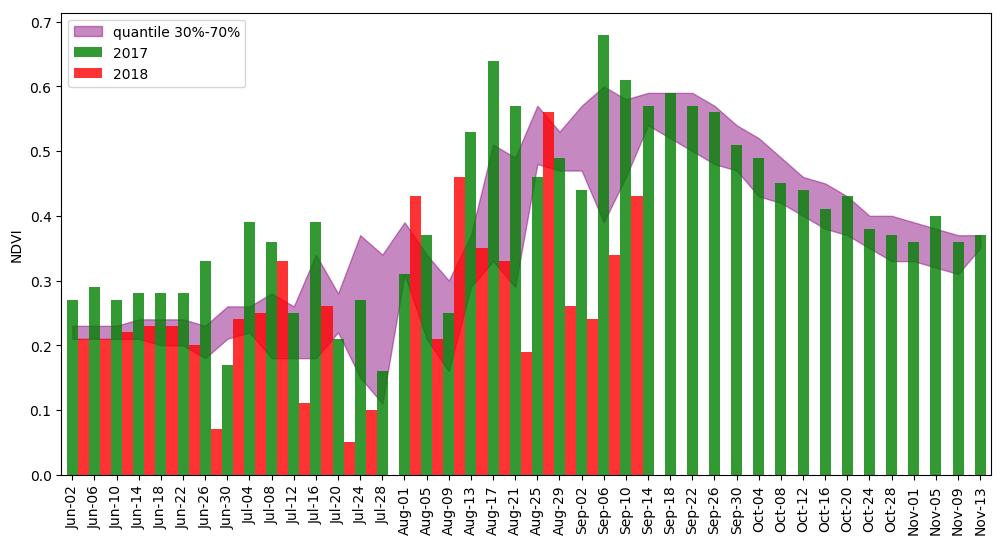 quantile 30%-70%
2017
2018
NDVI
0.7
0.6
0.5
0.4
0.3
0.2
0.1
0.0
Jun-02
Jun-06
Jun-10
Jun-14
Jun-18
Jun-22
Jun-26
Jun-30
Jul-04
Jul-08
Jul-12
Jul-16
Jul-20
Jul-24
Jul-28
Aug-01
Aug-05
Aug-09
Aug-13
Aug-17
Aug-21
Aug-25
Aug-29
Sep-02
Sep-06
Sep-10
Sep-14
Sep-18
Sep-22
Sep-26
Sep-30
Oct-04
Oct-08
Oct-12
Oct-16
Oct-20
Oct-24
Oct-28
Nov-01
Nov-05
Nov-09
Nov-13